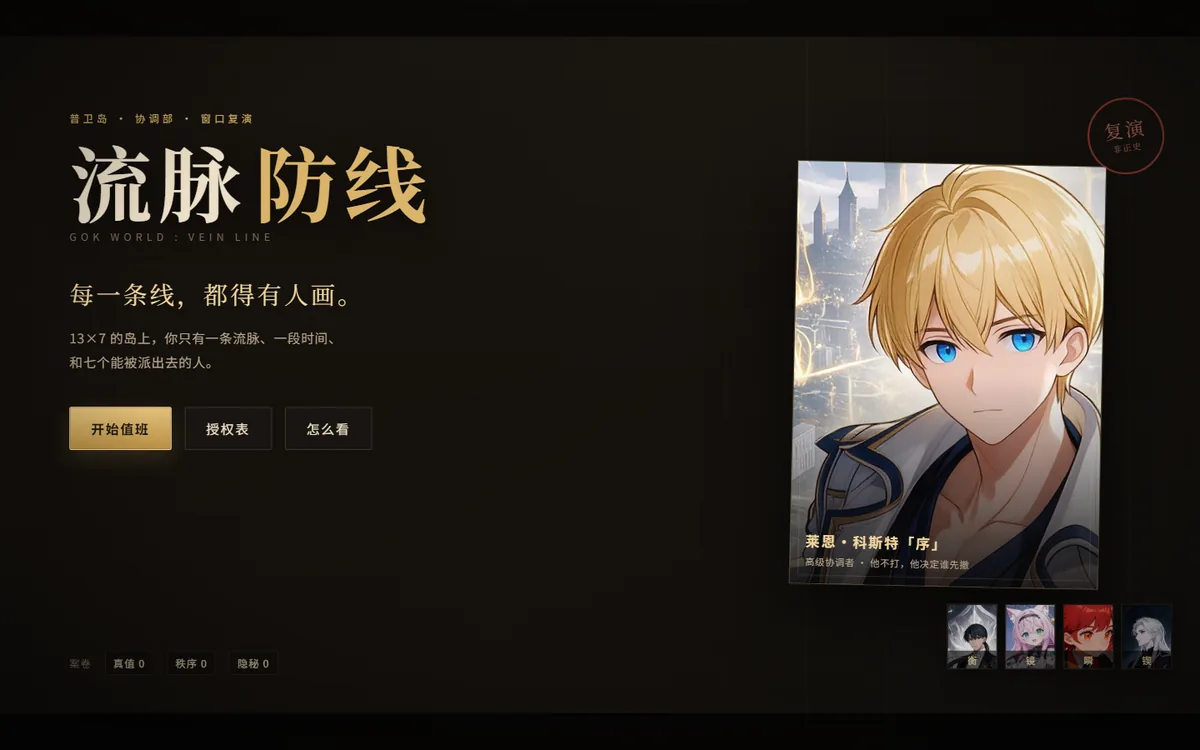 普卫岛 · 协调部 · 窗口复演
流脉防线
GOK WORLD : VEIN LINE
每一条线，都得有人画。
13×7 的岛上，你只有一条流脉、一段时间、
和七个能被派出去的人。
开始值班
授权表
怎么看
案卷
真值 0
秩序 0
隐秘 0
复演
非正史
莱恩·科斯特「序」
高级协调者 · 他不打，他决定谁先撤
衡
镜
瞬
锲